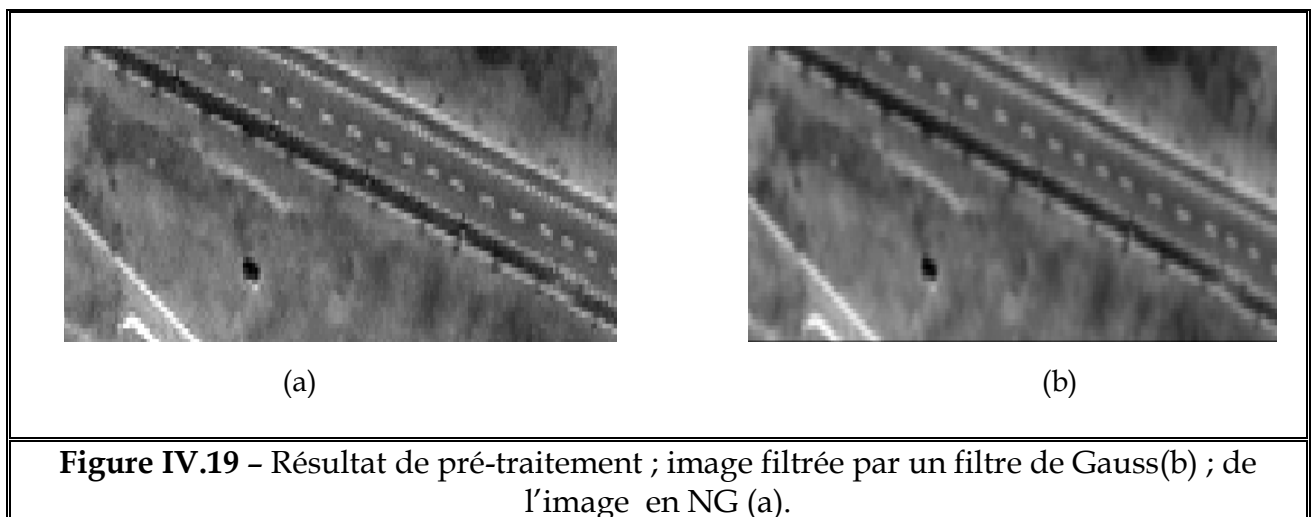 (a) (b)
Figure IV.19 – Résultat de pré-traitement ; image filtrée par un filtre de Gauss(b) ; de
l’image en NG (a).